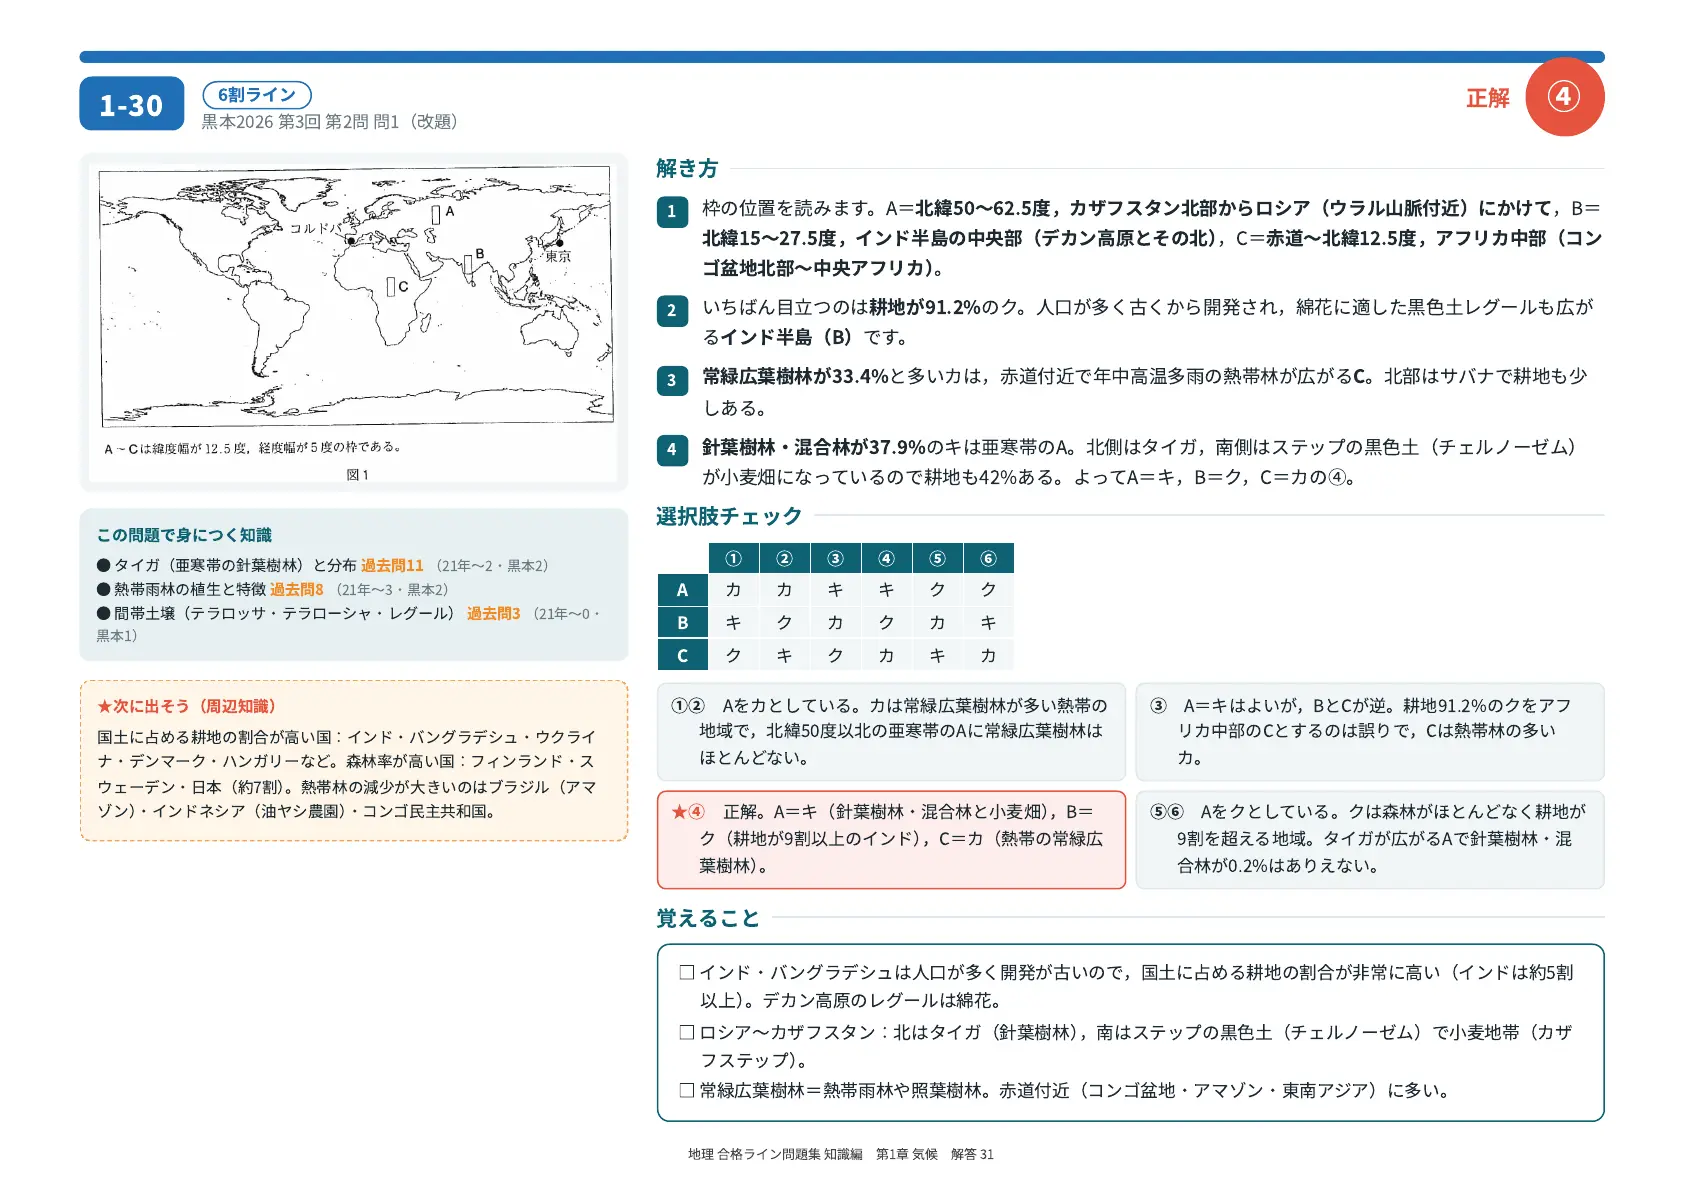 1-30
6割ライン
黒本2026 第3回 第2問 問1（改題）
正解 ④
コルドバ
東京
A
B
C
A～Cは緯度幅が12.5度，経度幅が5度の枠である。
図1
この問題で身につく知識
●タイガ（亜寒帯の針葉樹林）と分布 過去問11 （21年〜2・黒本2）
●熱帯雨林の植生と特徴 過去問8 （21年〜3・黒本2）
●間帯土壌（テラロッサ・テラローシャ・レグール） 過去問3 （21年〜0・
黒本1）
★次に出そう（周辺知識）
国土に占める耕地の割合が高い国：インド・バングラデシュ・ウクライ
ナ・デンマーク・ハンガリーなど。森林率が高い国：フィンランド・ス
ウェーデン・日本（約7割）。熱帯林の減少が大きいのはブラジル（アマ
ゾン）・インドネシア（油ヤシ農園）・コンゴ民主共和国。
解き方
1 枠の位置を読みます。A＝北緯50〜62.5度，カザフスタン北部からロシア（ウラル山脈付近）にかけて，B＝
北緯15〜27.5度，インド半島の中央部（デカン高原とその北），C＝赤道〜北緯12.5度，アフリカ中部（コン
ゴ盆地北部〜中央アフリカ）。
2 いちばん目立つのは耕地が91.2%のク。人口が多く古くから開発され，綿花に適した黒色土レグールも広が
るインド半島（B）です。
3 常緑広葉樹林が33.4%と多いカは，赤道付近で年中高温多雨の熱帯林が広がるC。北部はサバナで耕地も少
しある。
4 針葉樹林・混合林が37.9%のキは亜寒帯のA。北側はタイガ，南側はステップの黒色土（チェルノーゼム）
が小麦畑になっているので耕地も42%ある。よってA＝キ，B＝ク，C＝カの④。
選択肢チェック
① ② ③ ④ ⑤ ⑥
A カ カ キ キ ク ク
B キ ク カ ク カ キ
C ク キ ク カ キ カ
①② Aをカとしている。カは常緑広葉樹林が多い熱帯の
地域で，北緯50度以北の亜寒帯のAに常緑広葉樹林は
ほとんどない。
③ A＝キはよいが，BとCが逆。耕地91.2%のクをアフ
リカ中部のCとするのは誤りで，Cは熱帯林の多い
カ。
★④ 正解。A＝キ（針葉樹林・混合林と小麦畑），B＝
ク（耕地が9割以上のインド），C＝カ（熱帯の常緑広
葉樹林）。
⑤⑥ Aをクとしている。クは森林がほとんどなく耕地が
9割を超える地域。タイガが広がるAで針葉樹林・混
合林が0.2%はありえない。
覚えること
□ インド・バングラデシュは人口が多く開発が古いので，国土に占める耕地の割合が非常に高い（インドは約5割
以上）。デカン高原のレグールは綿花。
□ ロシア〜カザフスタン：北はタイガ（針葉樹林），南はステップの黒色土（チェルノーゼム）で小麦地帯（カザ
フステップ）。
□ 常緑広葉樹林＝熱帯雨林や照葉樹林。赤道付近（コンゴ盆地・アマゾン・東南アジア）に多い。
地理 合格ライン問題集 知識編 第1章 気候 解答 31